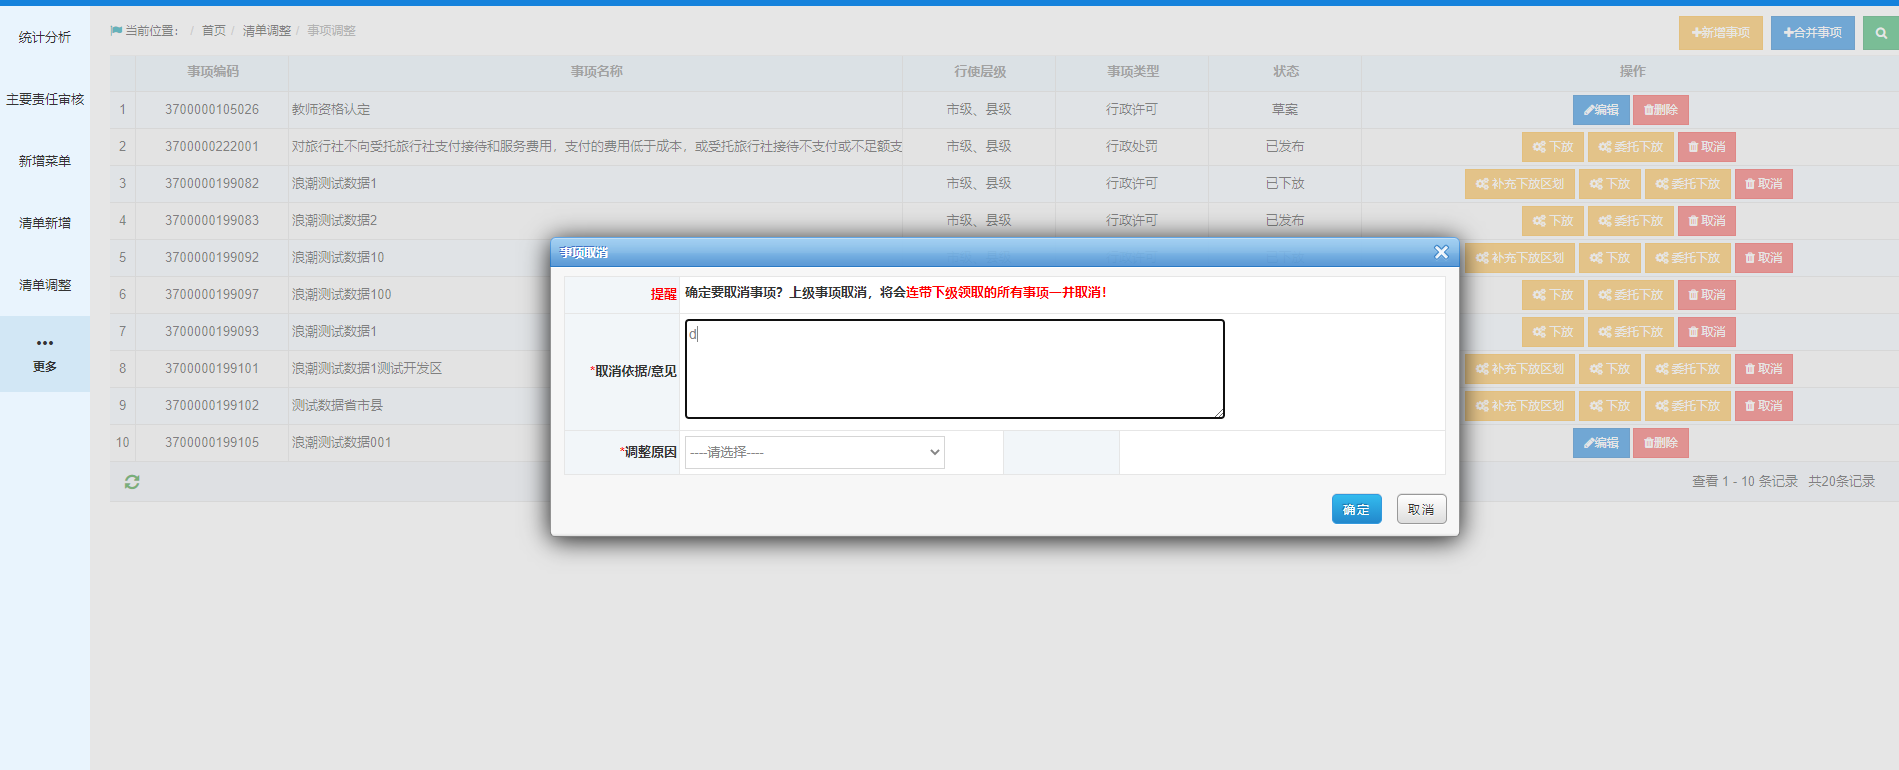 统计分析
主要责任审核
新增菜单
清单新增
清单调整
更多
当前位置： / 首页 / 清单调整 / 事项调整
新增事项 合并事项
事项编码 事项名称 行使层级 事项类型 状态 操作
1 3700000105026 教师资格认定 市级、县级 行政许可 草案 编辑 删除
2 3700000222001 对旅行社不向受托旅行社支付接待和服务费用，支付的费用低于成本，或受托旅行社接待不支付或不足额支 市级、县级 行政处罚 已发布 下放 委托下放 取消
3 3700000199082 浪潮测试数据1 市级、县级 行政许可 已下放 补充下放区划 下放 委托下放 取消
4 3700000199083 浪潮测试数据2 市级、县级 行政许可 已发布 下放 委托下放 取消
5 3700000199092 浪潮测试数据10 补充下放区划 下放 委托下放 取消
6 3700000199097 浪潮测试数据100 下放 委托下放 取消
7 3700000199093 浪潮测试数据1 下放 委托下放 取消
8 3700000199101 浪潮测试数据1测试开发区 补充下放区划 下放 委托下放 取消
9 3700000199102 测试数据省市县 补充下放区划 下放 委托下放 取消
10 3700000199105 浪潮测试数据001 编辑 删除
查看 1 - 10 条记录 共20条记录
事项取消
提醒 确定要取消事项？上级事项取消，将会连带下级领取的所有事项一并取消！
*取消依据/意见 d
*调整原因 ----请选择----
确定 取消